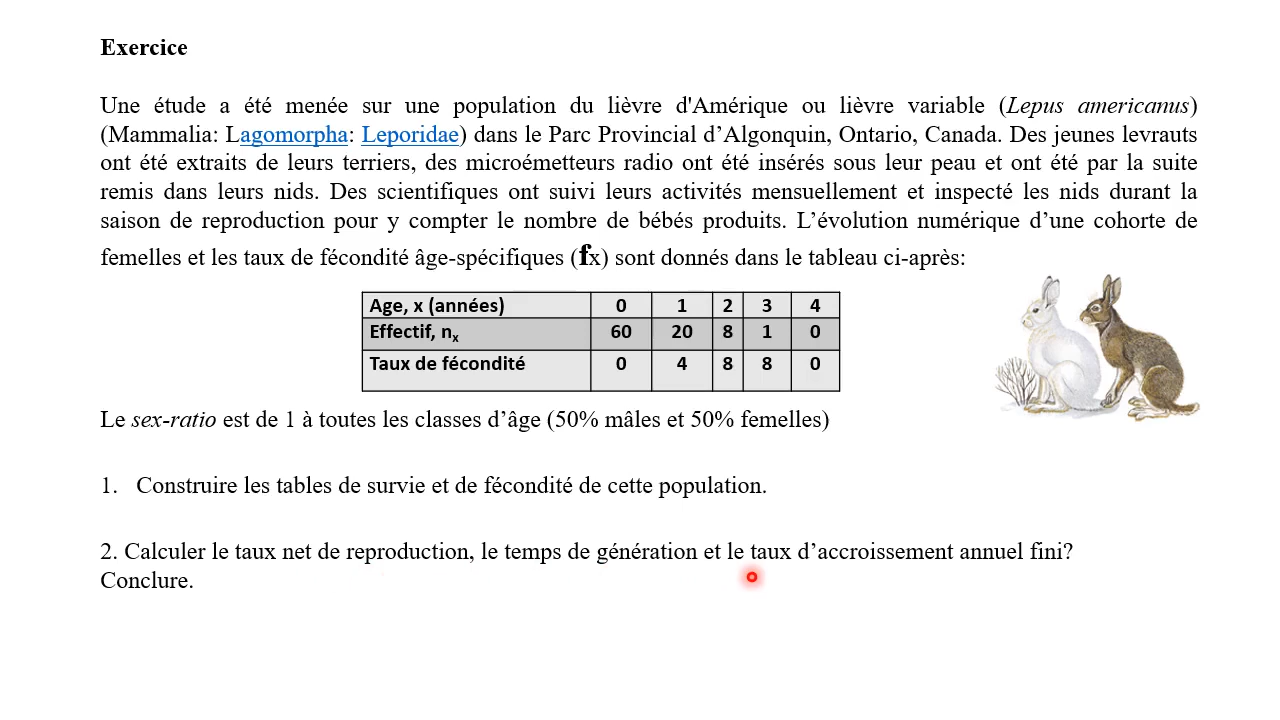 Exercice
Une étude a été menée sur une population du lièvre d'Amérique ou lièvre variable (Lepus americanus)
(Mammalia: Lagomorpha: Leporidae) dans le Parc Provincial d’Algonquin, Ontario, Canada. Des jeunes levrauts
ont été extraits de leurs terriers, des microémetteurs radio ont été insérés sous leur peau et ont été par la suite
remis dans leurs nids. Des scientifiques ont suivi leurs activités mensuellement et inspecté les nids durant la
saison de reproduction pour y compter le nombre de bébés produits. L’évolution numérique d’une cohorte de
femelles et les taux de fécondité âge-spécifiques (fx) sont donnés dans le tableau ci-après:
Age, x (années) 0 1 2 3 4
Effectif, nx 60 20 8 1 0
Taux de fécondité 0 4 8 8 0
Le sex-ratio est de 1 à toutes les classes d’âge (50% mâles et 50% femelles)
1. Construire les tables de survie et de fécondité de cette population.
2. Calculer le taux net de reproduction, le temps de génération et le taux d’accroissement annuel fini?
Conclure.